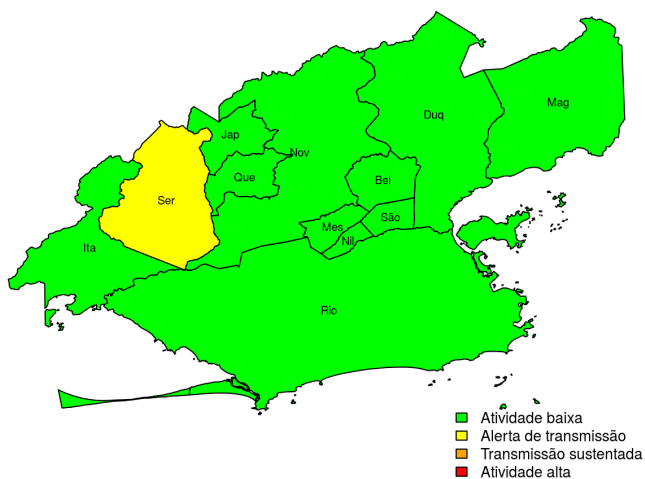 Mag
Duq
Jap
Nov
Que
Bel
Ser
São
Mes
Nil
Ita
Rio
Atividade baixa
Alerta de transmissão
Transmissão sustentada
Atividade alta